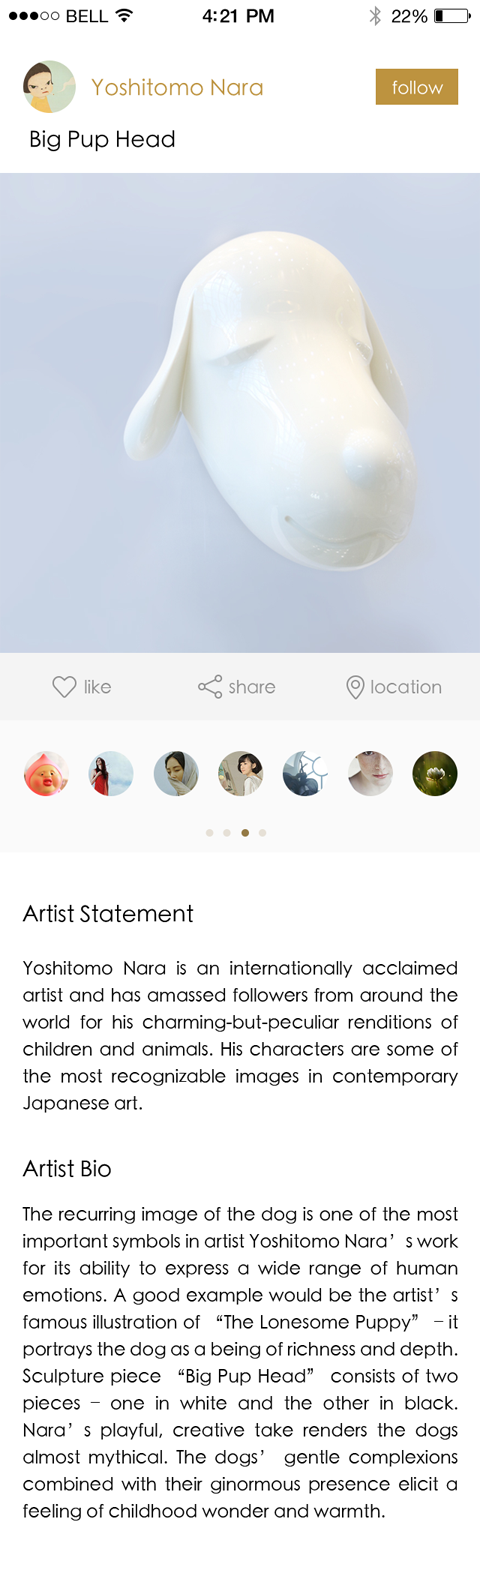 BELL 4:21 PM 22%
Yoshitomo Nara
follow
Big Pup Head
like share location
Artist Statement
Yoshitomo Nara is an internationally acclaimed
artist and has amassed followers from around the
world for his charming-but-peculiar renditions of
children and animals. His characters are some of
the most recognizable images in contemporary
Japanese art.
Artist Bio
The recurring image of the dog is one of the most
important symbols in artist Yoshitomo Nara’s work
for its ability to express a wide range of human
emotions. A good example would be the artist’s
famous illustration of “The Lonesome Puppy” – it
portrays the dog as a being of richness and depth.
Sculpture piece “Big Pup Head” consists of two
pieces – one in white and the other in black.
Nara’s playful, creative take renders the dogs
almost mythical. The dogs’ gentle complexions
combined with their ginormous presence elicit a
feeling of childhood wonder and warmth.